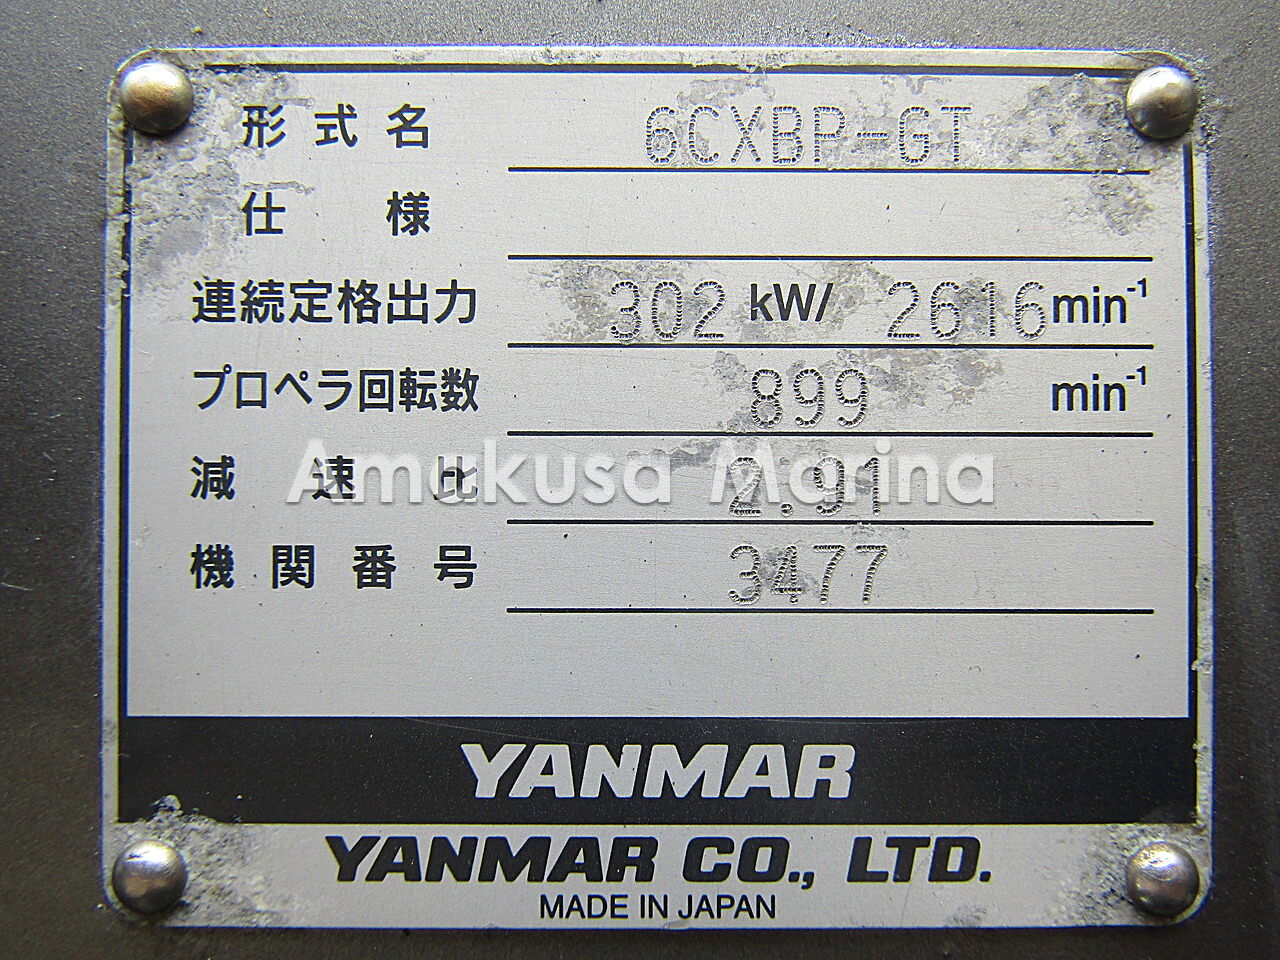 形式名 6CXBP-GT
仕様
連続定格出力 302 kW/ 2616 min-1
プロペラ回転数 899 min-1
減速比 2.91
Amakusa Marina
機関番号 3477
YANMAR
YANMAR CO., LTD.
MADE IN JAPAN